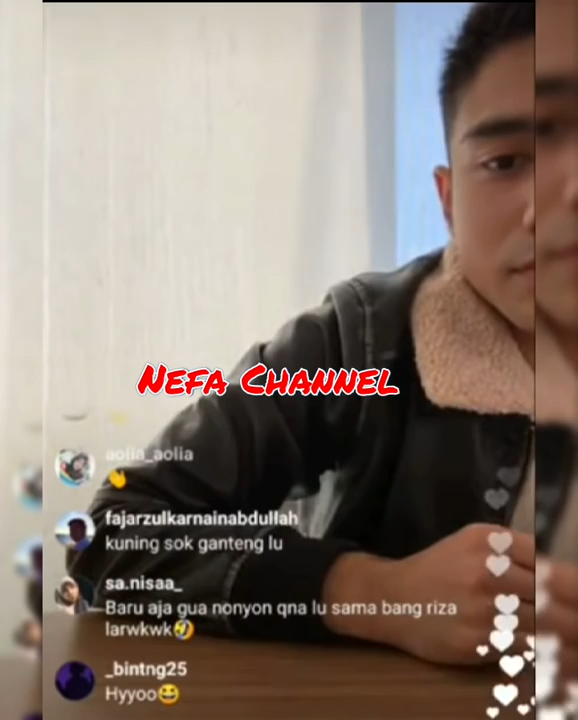 NEFA CHANNEL
aolia_aolia
fajarzulkarnainabdullah
kuning sok ganteng lu
sa.nisaa_
Baru aja gua nonyon qna lu sama bang riza
larwkwk🤣
_bintng25
Hyyoo😆